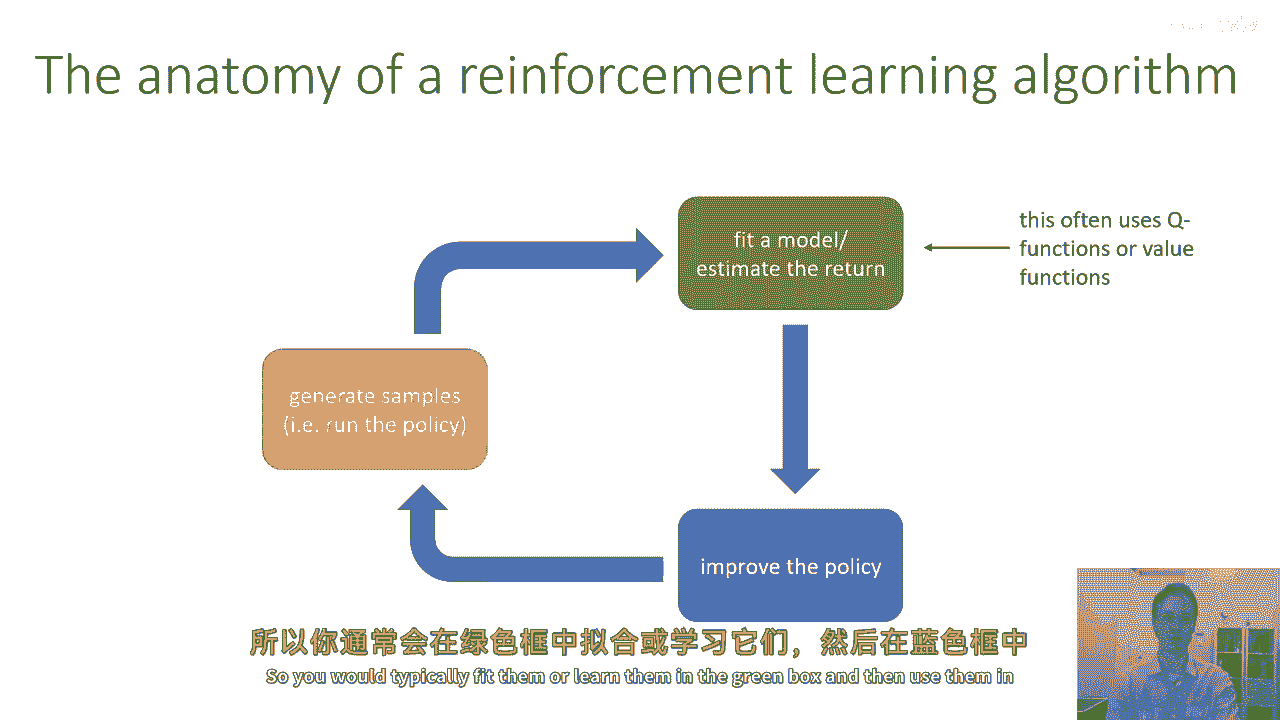 The anatomy of a reinforcement learning algorithm
fit a model/
estimate the return
this often uses Q-
functions or value
functions
generate samples
(i.e. run the policy)
improve the policy
所以你通常会在绿色框中拟合或学习它们，然后在蓝色框中
So you would typically fit them or learn them in the green box and then use them in